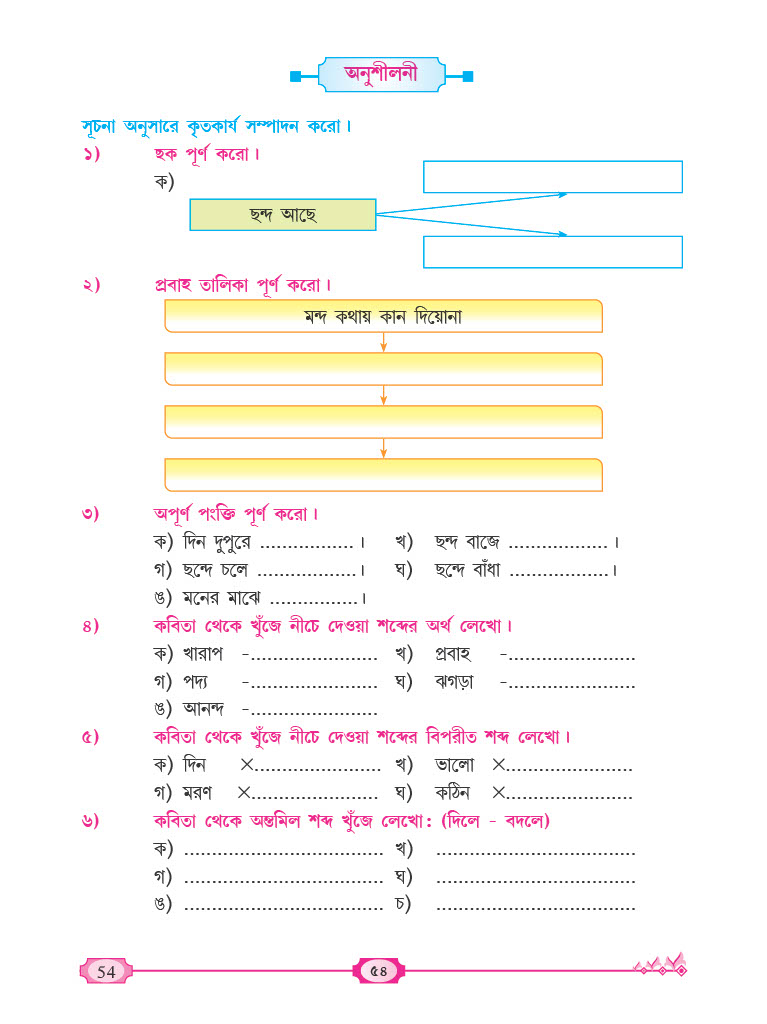 অনুশীলনী
সূচনা অনুসারে কৃতকার্য সম্পাদন করো।
১) ছক পূর্ণ করো।
ক)
ছন্দ আছে
২) প্রবাহ তালিকা পূর্ণ করো।
মন্দ কথায় কান দিয়োনা
৩) অপূর্ণ পংক্তি পূর্ণ করো।
ক) দিন দুপুরে .................। খ) ছন্দ বাজে ..................।
গ) ছন্দে চলে ..................। ঘ) ছন্দে বাঁধা ..................।
ঙ) মনের মাঝে ................।
৪) কবিতা থেকে খুঁজে নীচে দেওয়া শব্দের অর্থ লেখো।
ক) খারাপ -....................... খ) প্রবাহ -.......................
গ) পদ্য -....................... ঘ) ঝগড়া -.......................
ঙ) আনন্দ -.......................
৫) কবিতা থেকে খুঁজে নীচে দেওয়া শব্দের বিপরীত শব্দ লেখো।
ক) দিন ×....................... খ) ভালো ×.......................
গ) মরণ ×....................... ঘ) কঠিন ×.......................
৬) কবিতা থেকে অন্তমিল শব্দ খুঁজে লেখো: (দিলে - বদলে)
ক) .................................... খ) ....................................
গ) .................................... ঘ) ....................................
ঙ) .................................... চ) ....................................
54 ৫৪